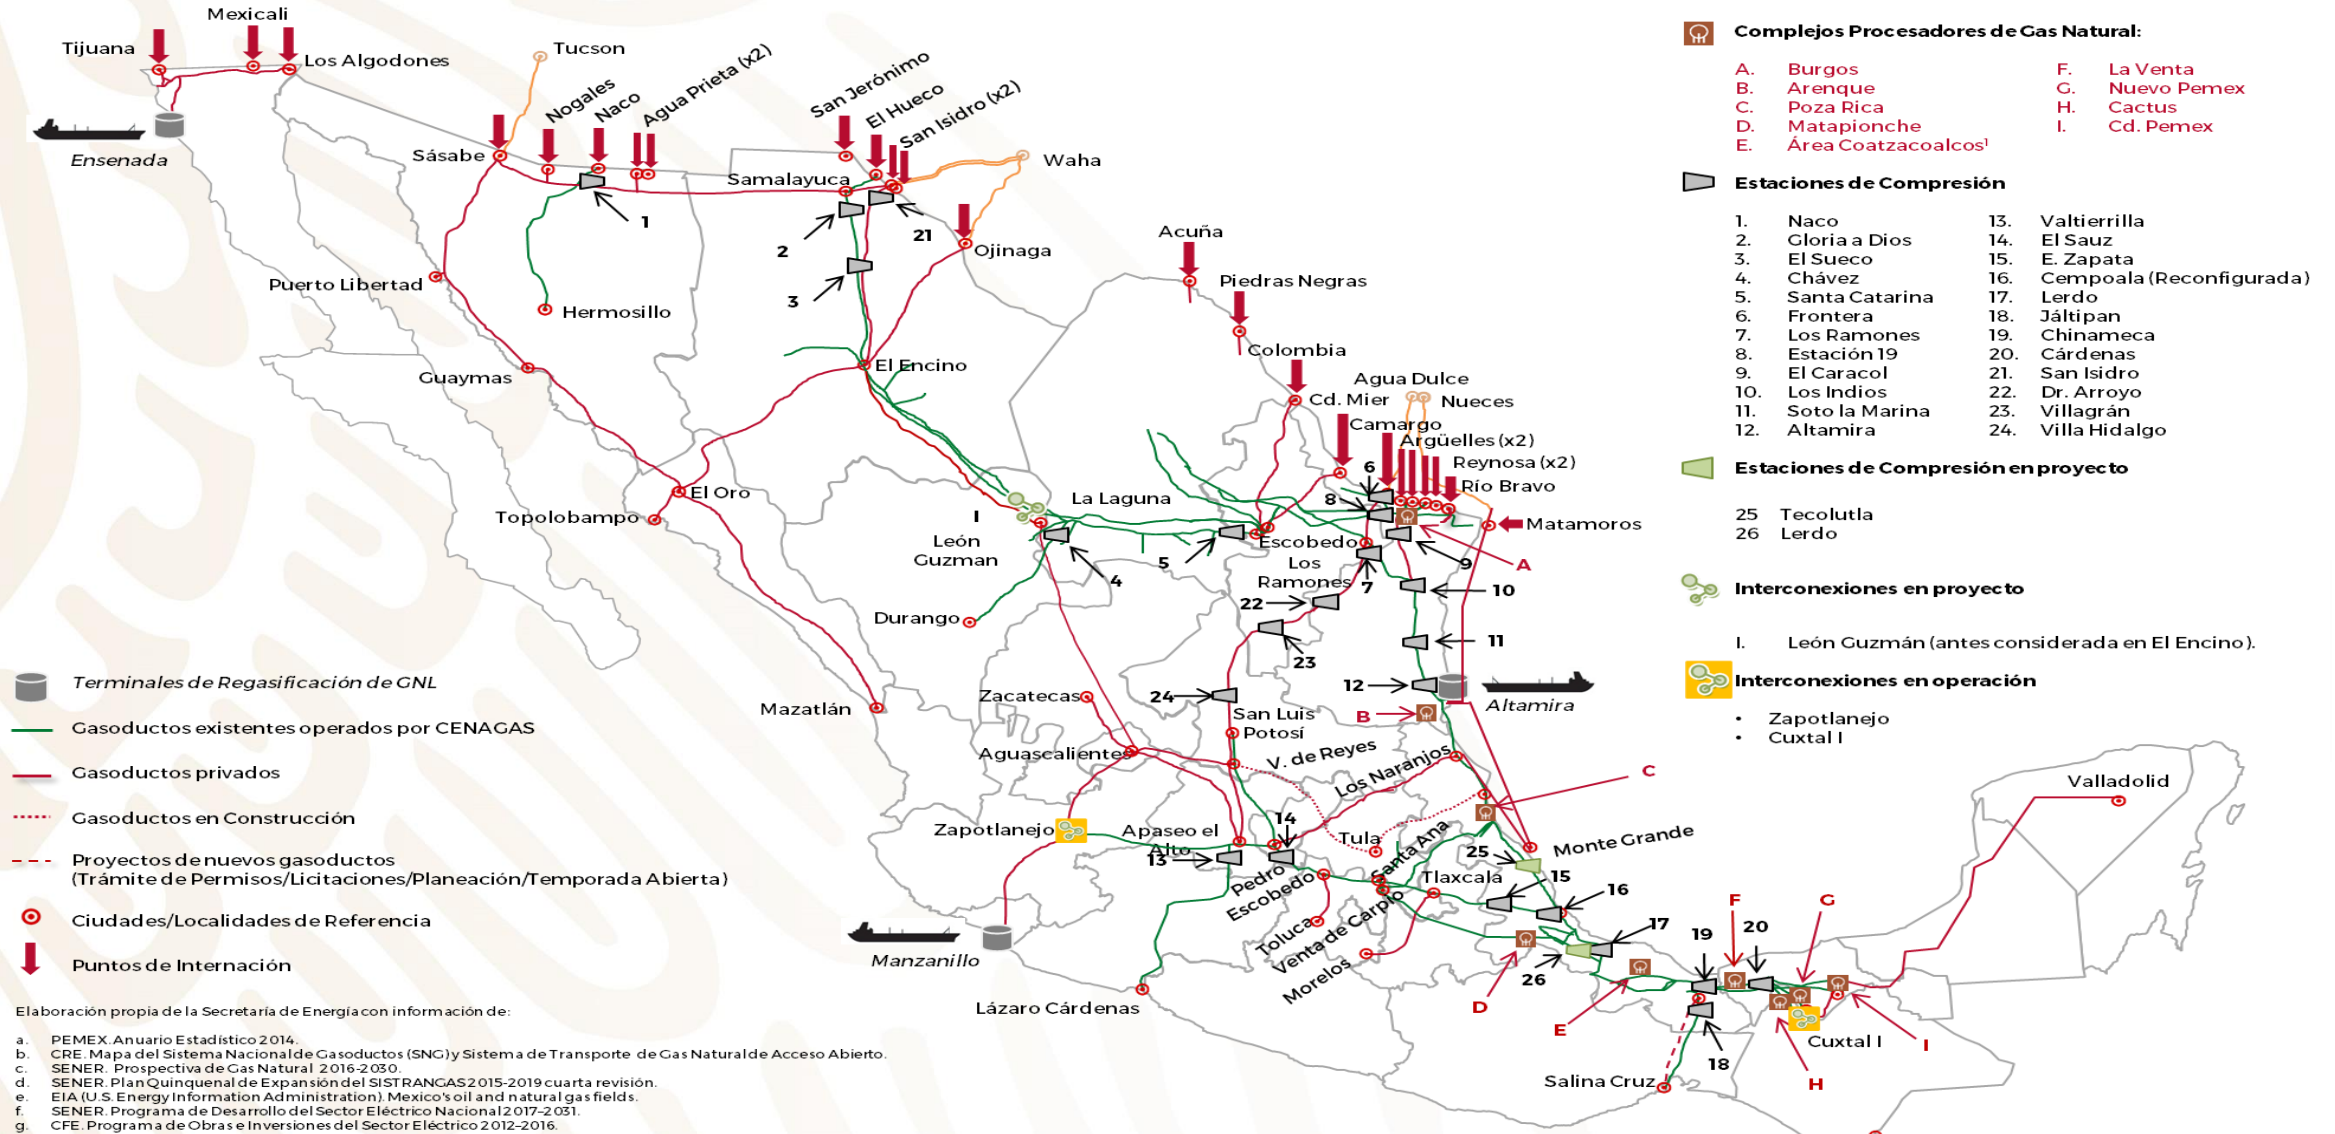 Mexicali
Tijuana
Los Algodones
Ensenada
Tucson
Nogales
Naco
Agua Prieta (x2)
Sásabe
San Jerónimo
El Hueco
San Isidro (x2)
Waha
Samalayuca
1
2
21
3
Ojinaga
Puerto Libertad
Hermosillo
Guaymas
El Encino
Acuña
Piedras Negras
Colombia
Agua Dulce
Cd. Mier
Nueces
Camargo
Argüelles (x2)
Reynosa (x2)
Río Bravo
6
8
Matamoros
El Oro
Topolobampo
La Laguna
I
León
Guzman
Escobedo
Los
Ramones
5
4
7
9
A
22
10
Durango
23
11
Mazatlán
Zacatecas
24
12
Altamira
B
San Luis
Potosí
Aguascalientes
V. de Reyes
Los Naranjos
C
Zapotlanejo
Apaseo el
Alto
13
14
Tula
Santa Ana
25
Monte Grande
Pedro
Escobedo
Tlaxcala
15
16
Toluca
Venta de Carpio
Morelos
17
26
D
E
Manzanillo
Lázaro Cárdenas
19
F
20
G
18
Salina Cruz
Cuxtal I
I
H
Valladolid
Terminales de Regasificación de GNL
Gasoductos existentes operados por CENAGAS
Gasoductos privados
Gasoductos en Construcción
Proyectos de nuevos gasoductos
(Trámite de Permisos/Licitaciones/Planeación/Temporada Abierta)
Ciudades/Localidades de Referencia
Puntos de Internación
Elaboración propia de la Secretaría de Energía con información de:
a. PEMEX. Anuario Estadístico 2014.
b. CRE. Mapa del Sistema Nacional de Gasoductos (SNG) y Sistema de Transporte de Gas Natural de Acceso Abierto.
c. SENER. Prospectiva de Gas Natural 2016-2030.
d. SENER. Plan Quinquenal de Expansión del SISTRANGAS 2015-2019 cuarta revisión.
e. EIA (U.S. Energy Information Administration). Mexico's oil and natural gas fields.
f. SENER. Programa de Desarrollo del Sector Eléctrico Nacional 2017–2031.
g. CFE. Programa de Obras e Inversiones del Sector Eléctrico 2012–2016.
Complejos Procesadores de Gas Natural:
A. Burgos
B. Arenque
C. Poza Rica
D. Matapionche
E. Área Coatzacoalcos¹
F. La Venta
G. Nuevo Pemex
H. Cactus
I. Cd. Pemex
Estaciones de Compresión
1. Naco
2. Gloria a Dios
3. El Sueco
4. Chávez
5. Santa Catarina
6. Frontera
7. Los Ramones
8. Estación 19
9. El Caracol
10. Los Indios
11. Soto la Marina
12. Altamira
13. Valtierrilla
14. El Sauz
15. E. Zapata
16. Cempoala (Reconfigurada)
17. Lerdo
18. Jáltipan
19. Chinameca
20. Cárdenas
21. San Isidro
22. Dr. Arroyo
23. Villagrán
24. Villa Hidalgo
Estaciones de Compresión en proyecto
25 Tecolutla
26 Lerdo
Interconexiones en proyecto
I. León Guzmán (antes considerada en El Encino).
Interconexiones en operación
• Zapotlanejo
• Cuxtal I